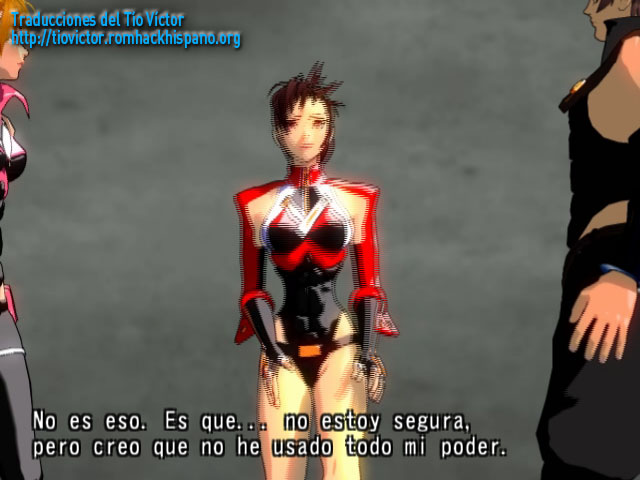 Traducciones del Tio Victor
http://tiovictor.romhackhispano.org
No es eso. Es que... no estoy segura,
pero creo que no he usado todo mi poder.